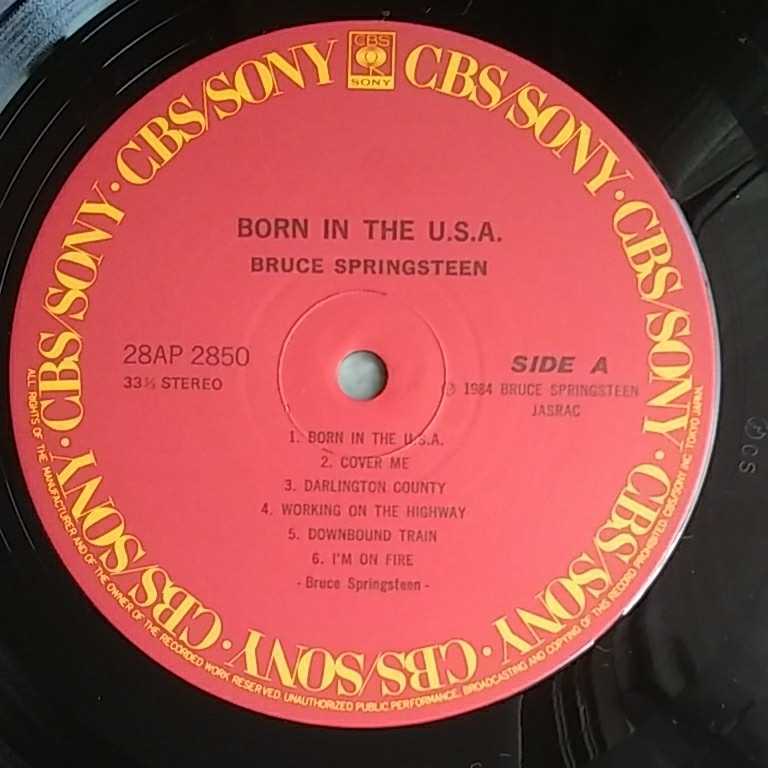 CBS
SONY
CBS/SONY · CBS/SONY · CBS/SONY · CBS/SONY · CBS/SONY · CBS/SONY · CBS/SONY · CBS/SONY · CBS/SONY
BORN IN THE U.S.A.
BRUCE SPRINGSTEEN
28AP 2850
33⅓ STEREO
SIDE A
Ⓟ 1984 BRUCE SPRINGSTEEN
JASRAC
1. BORN IN THE U.S.A.
2. COVER ME
3. DARLINGTON COUNTY
4. WORKING ON THE HIGHWAY
5. DOWNBOUND TRAIN
6. I'M ON FIRE
- Bruce Springsteen -
ALL RIGHTS OF THE MANUFACTURER AND OF THE OWNER OF THE RECORDED WORK RESERVED. UNAUTHORIZED PUBLIC PERFORMANCE, BROADCASTING AND COPYING OF THIS RECORD PROHIBITED. CBS/SONY INC. TOKYO JAPAN.